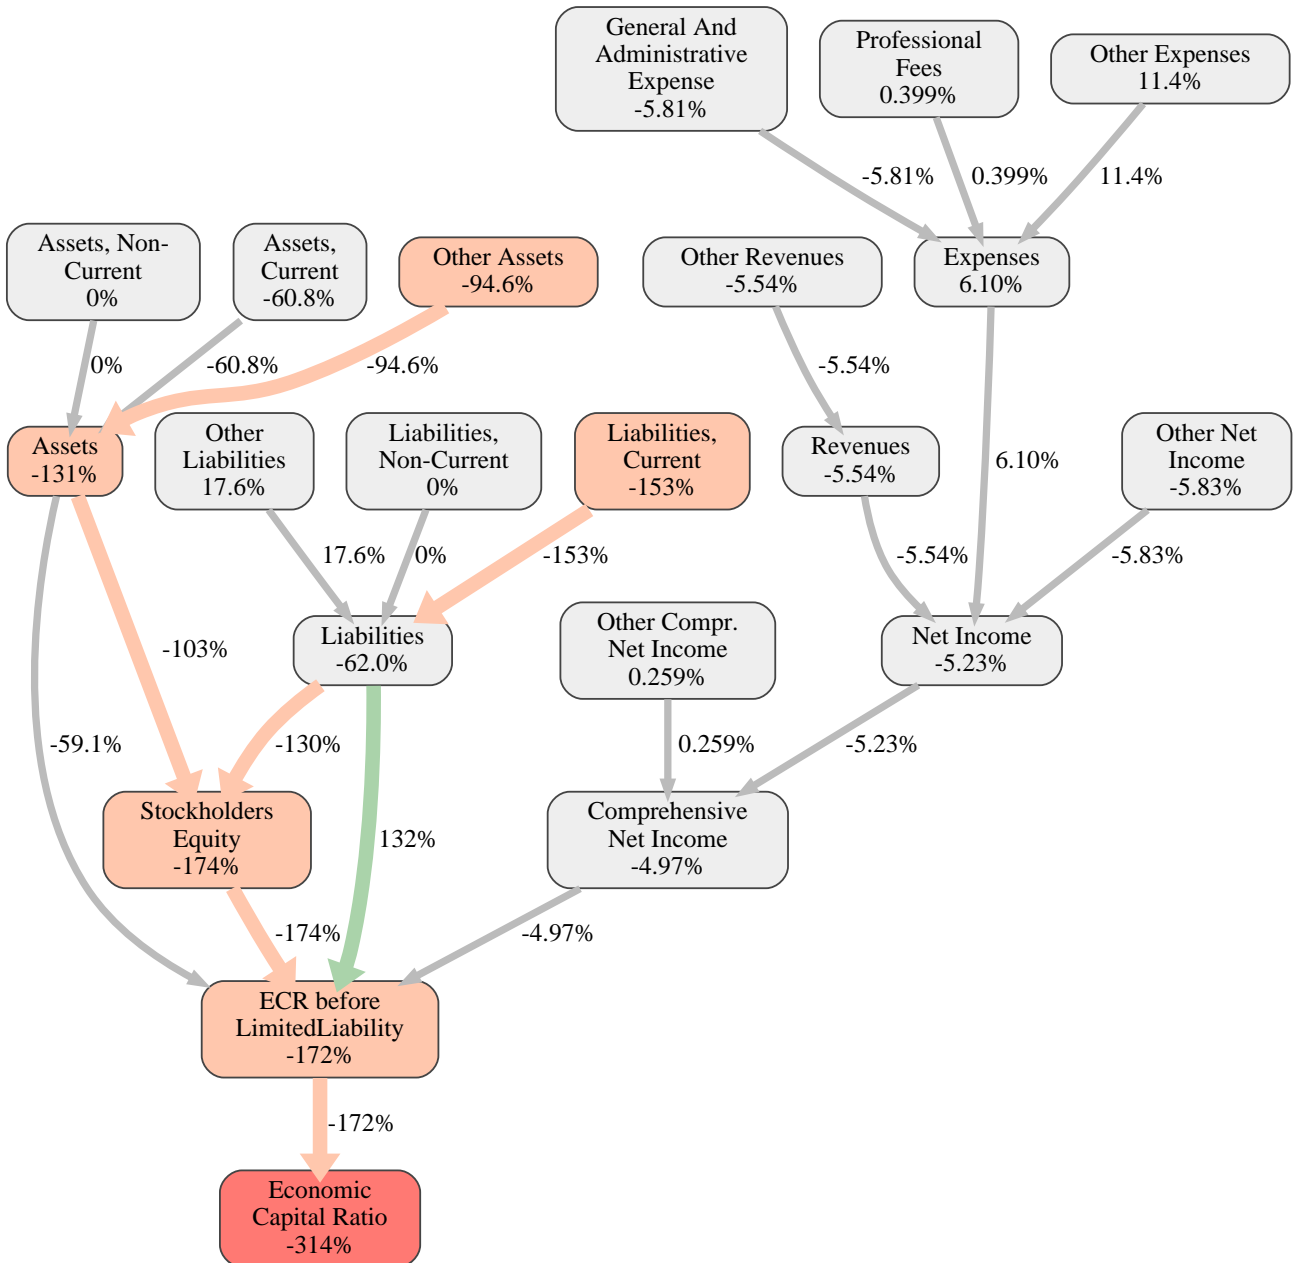 General And
Administrative
Expense
-5.81%
Professional
Fees
0.399%
Other Expenses
11.4%
-5.81%
0.399%
11.4%
Assets, Non-
Current
0%
Assets,
Current
-60.8%
Other Assets
-94.6%
Other Revenues
-5.54%
Expenses
6.10%
0%
-60.8%
-94.6%
-5.54%
Assets
-131%
Other
Liabilities
17.6%
Liabilities,
Non-Current
0%
Liabilities,
Current
-153%
Revenues
-5.54%
6.10%
Other Net
Income
-5.83%
17.6%
0%
-153%
-5.54%
-5.83%
-103%
Liabilities
-62.0%
Other Compr.
Net Income
0.259%
Net Income
-5.23%
-59.1%
-130%
0.259%
-5.23%
Stockholders
Equity
-174%
132%
Comprehensive
Net Income
-4.97%
-174%
-4.97%
ECR before
LimitedLiability
-172%
-172%
Economic
Capital Ratio
-314%